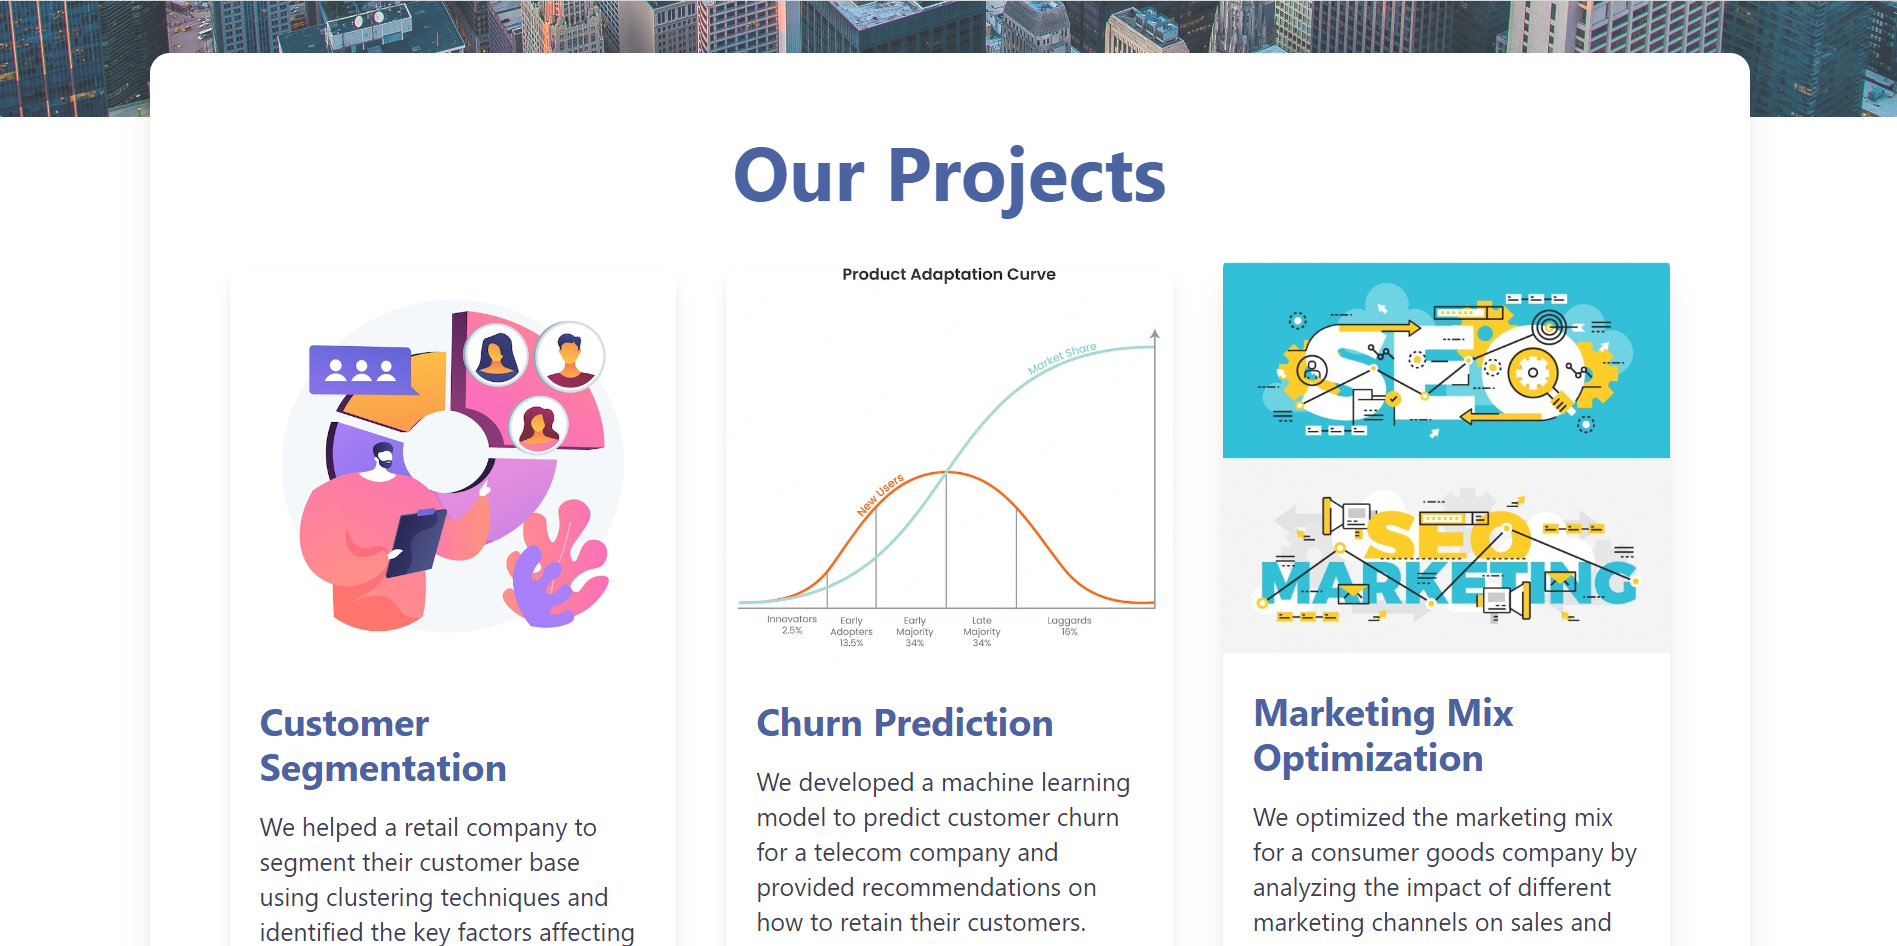 Our Projects
Customer
Segmentation
We helped a retail company to
segment their customer base
using clustering techniques and
identified the key factors affecting
Product Adaptation Curve
Market Share
New Users
Innovators
2.5%
Early
Adopters
13.5%
Early
Majority
34%
Late
Majority
34%
Laggards
16%
Churn Prediction
We developed a machine learning
model to predict customer churn
for a telecom company and
provided recommendations on
how to retain their customers.
SEO
SEO
MARKETING
Marketing Mix
Optimization
We optimized the marketing mix
for a consumer goods company by
analyzing the impact of different
marketing channels on sales and